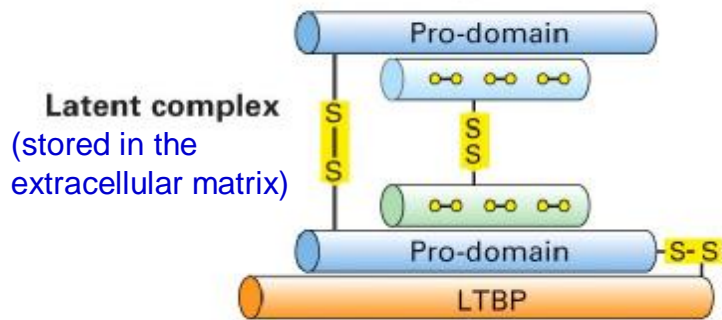 Pro-domain
Latent complex
(stored in the
extracellular matrix)
S
S
S
S
Pro-domain
S-S
LTBP